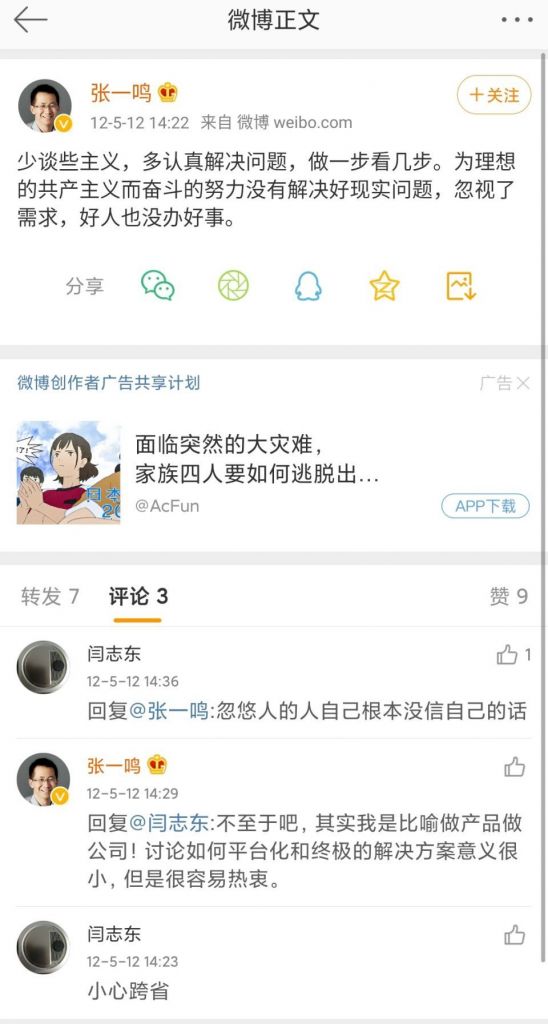 微博正文
张一鸣
+关注
12-5-12 14:22 来自 微博 weibo.com
少谈些主义，多认真解决问题，做一步看几步。为理想
的共产主义而奋斗的努力没有解决好现实问题，忽视了
需求，好人也没办好事。
分享
微博创作者广告共享计划
广告
面临突然的大灾难，
家族四人要如何逃脱出...
@AcFun
APP下载
日本
20
转发 7 评论 3 赞 9
闫志东
1
12-5-12 14:36
回复@张一鸣:忽悠人的人自己根本没信自己的话
张一鸣
12-5-12 14:29
回复@闫志东:不至于吧，其实我是比喻做产品做
公司！讨论如何平台化和终极的解决方案意义很
小，但是很容易热衷。
闫志东
12-5-12 14:23
小心跨省